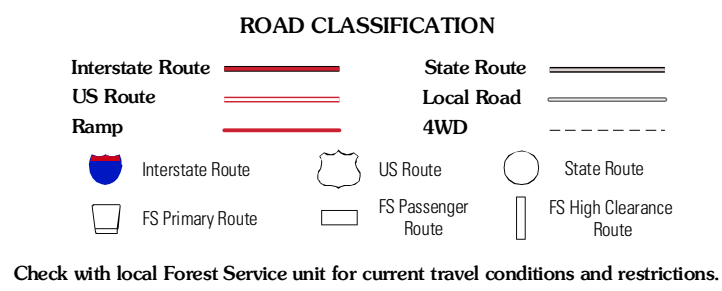 ROAD CLASSIFICATION
Interstate Route
State Route
US Route
Local Road
Ramp
4WD
Interstate Route
US Route
State Route
FS Primary Route
FS Passenger
Route
FS High Clearance
Route
Check with local Forest Service unit for current travel conditions and restrictions.